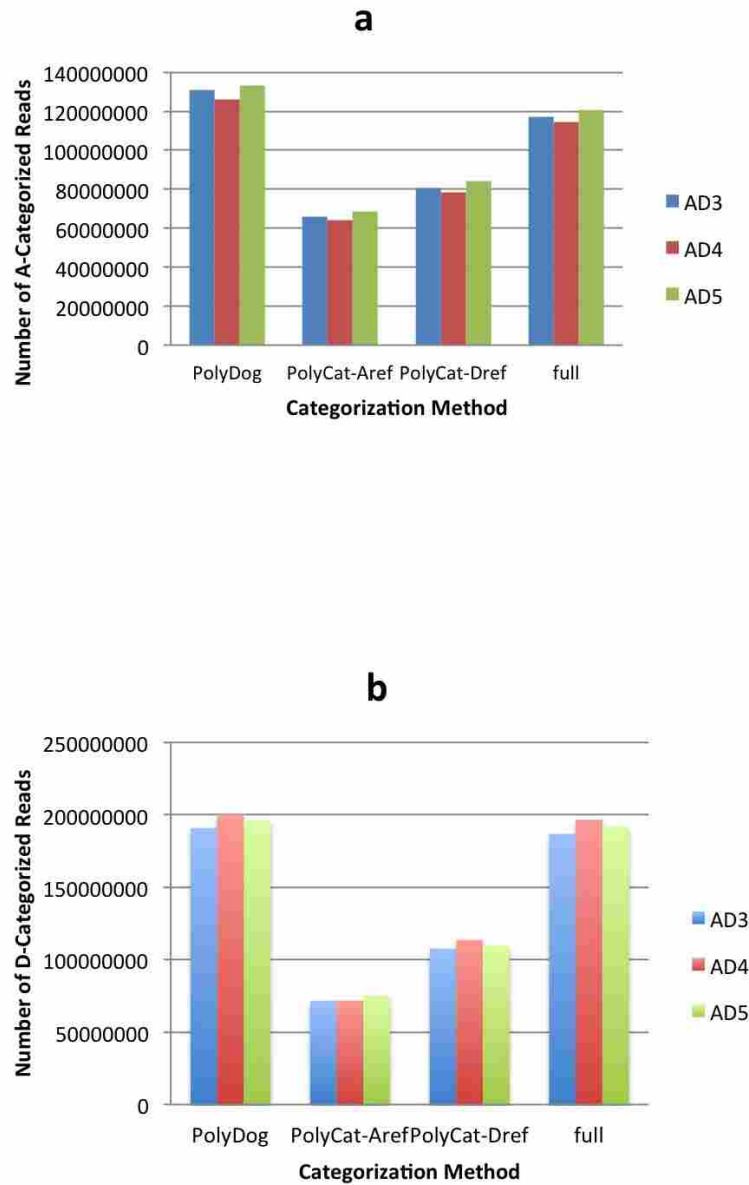 a
Number of A-Categorized Reads
140000000
120000000
100000000
80000000
60000000
40000000
20000000
0
PolyDog PolyCat-Aref PolyCat-Dref full
Categorization Method
AD3
AD4
AD5
b
Number of D-Categorized Reads
250000000
200000000
150000000
100000000
50000000
0
PolyDog PolyCat-Aref PolyCat-Dref full
Categorization Method
AD3
AD4
AD5